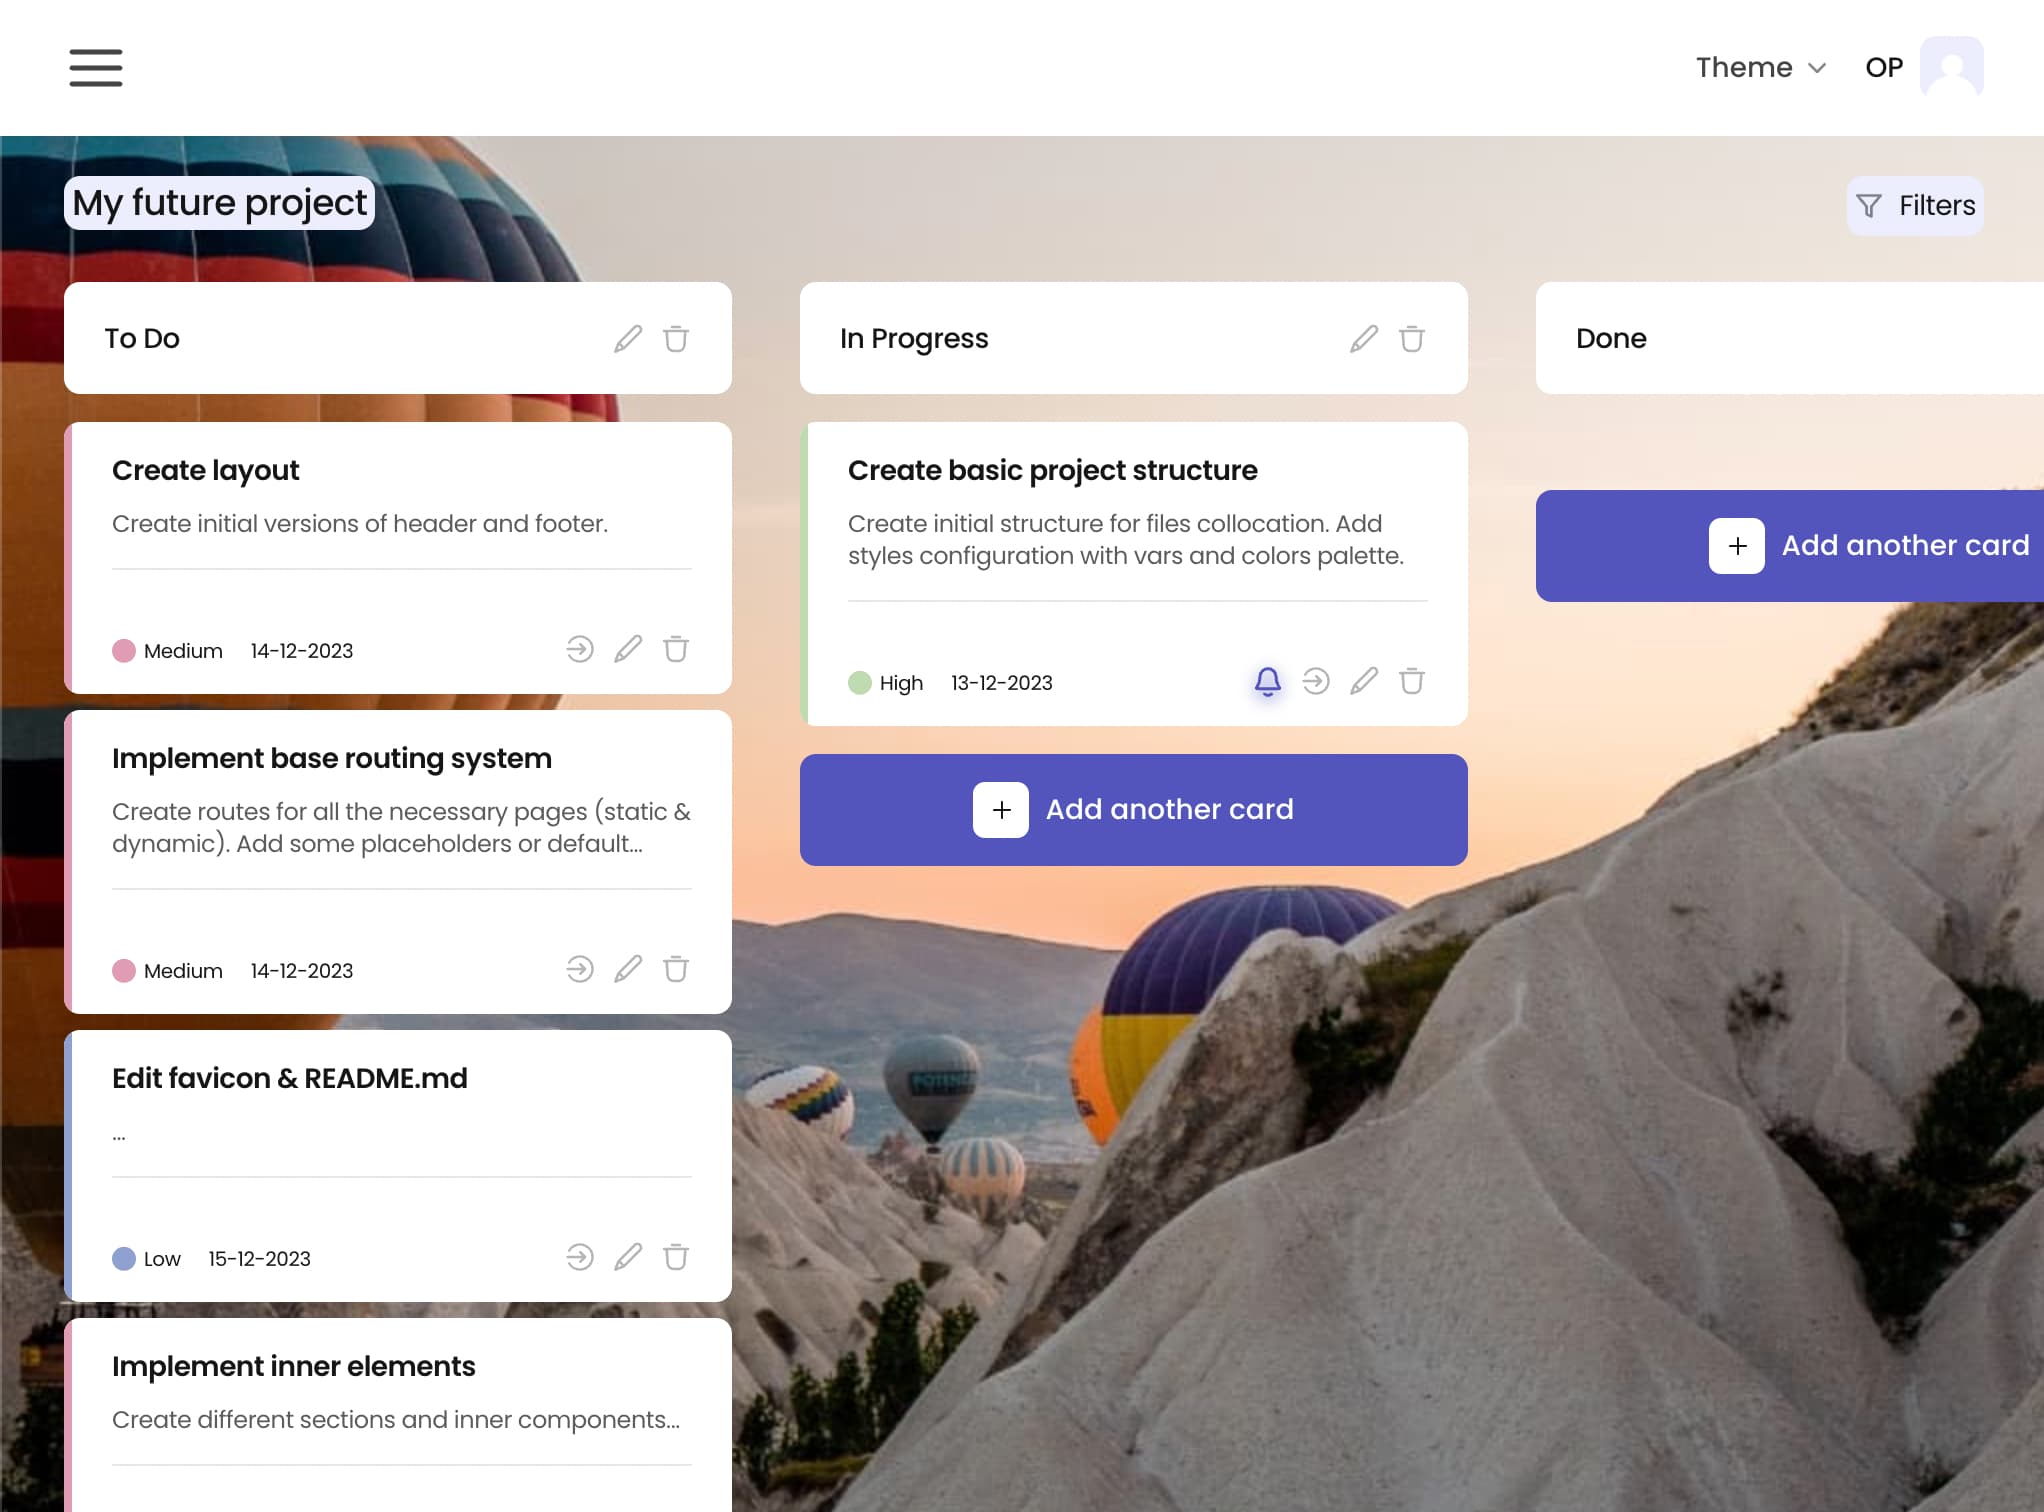 Theme
OP
My future project
Filters
To Do
Create layout
Create initial versions of header and footer.
Medium 14-12-2023
Implement base routing system
Create routes for all the necessary pages (static &
dynamic). Add some placeholders or default...
Medium 14-12-2023
Edit favicon & README.md
...
Low 15-12-2023
Implement inner elements
Create different sections and inner components...
In Progress
Create basic project structure
Create initial structure for files collocation. Add
styles configuration with vars and colors palette.
High 13-12-2023
+ Add another card
Done
+ Add another card